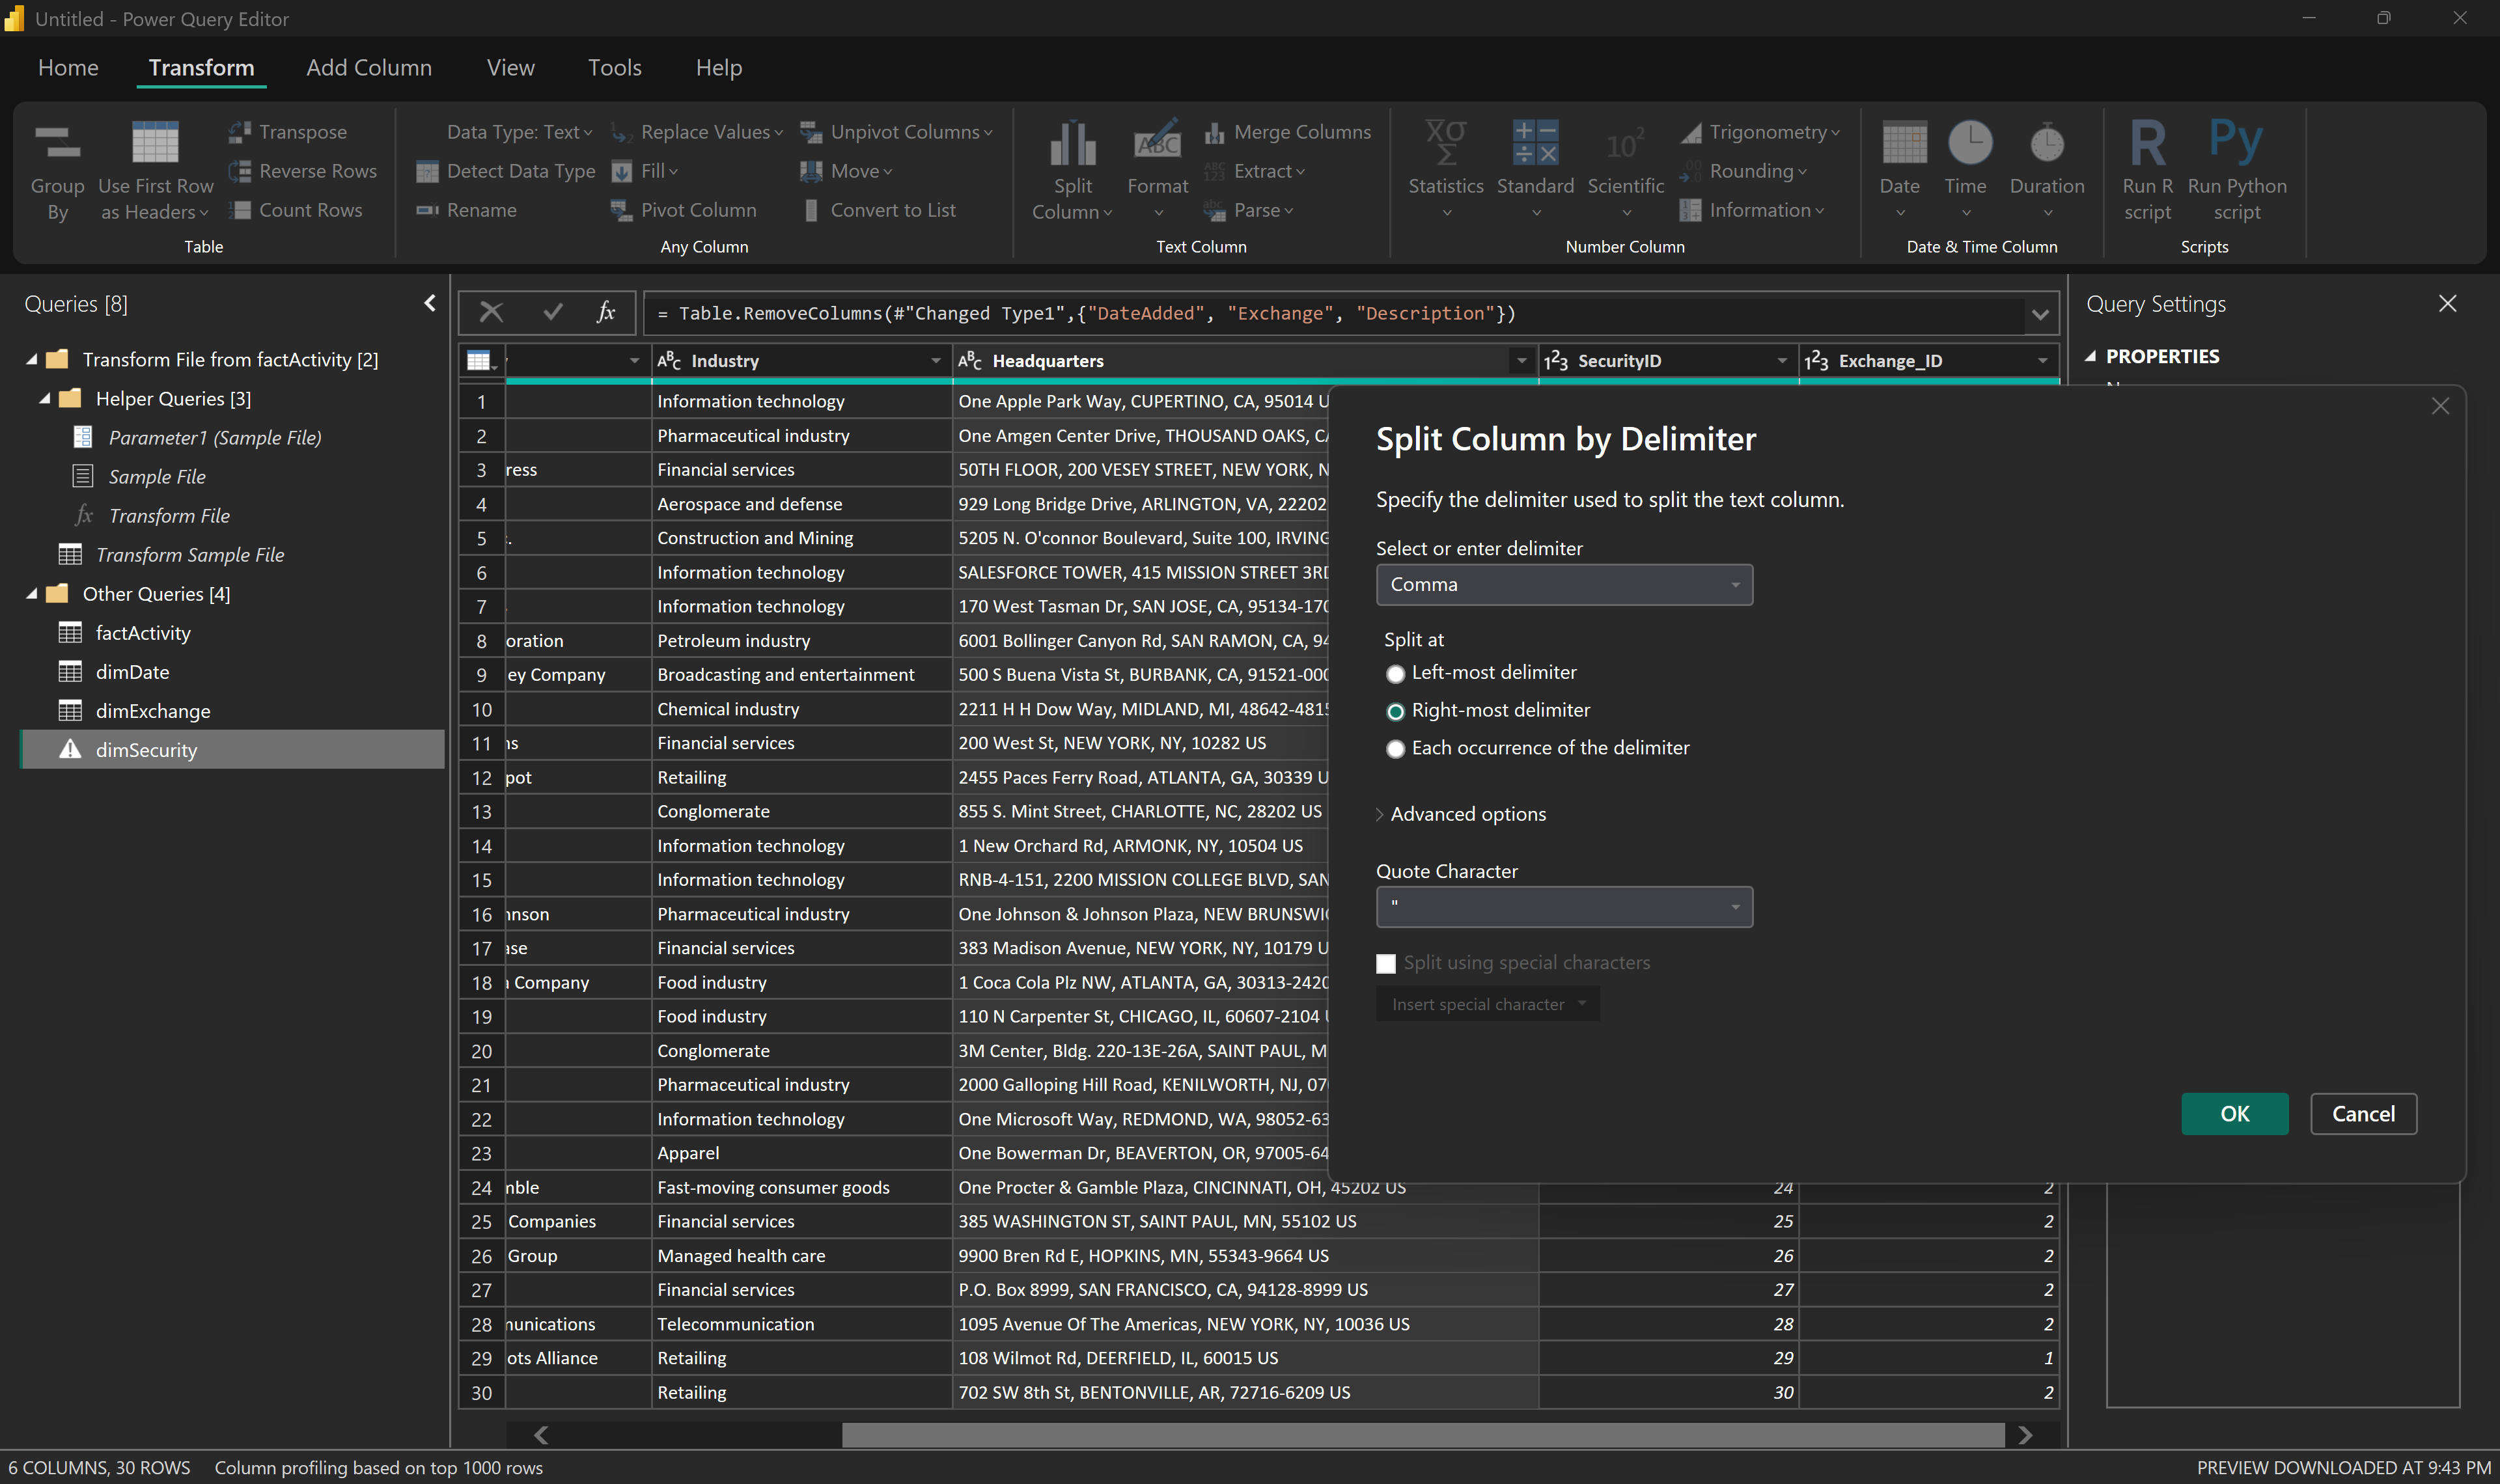 Untitled - Power Query Editor
Home Transform Add Column View Tools Help
Group By
Use First Row as Headers
Transpose
Reverse Rows
Count Rows
Table
Data Type: Text
Detect Data Type
Rename
Replace Values
Fill
Pivot Column
Unpivot Columns
Move
Convert to List
Any Column
Split Column
Format
ABC
Merge Columns
Extract
Parse
Text Column
Statistics
Standard
Scientific
10²
Trigonometry
Rounding
Information
Number Column
Date
Time
Duration
Date & Time Column
R
Run R script
Py
Run Python script
Scripts
Queries [8]
Transform File from factActivity [2]
Helper Queries [3]
Parameter1 (Sample File)
Sample File
fx Transform File
Transform Sample File
Other Queries [4]
factActivity
dimDate
dimExchange
dimSecurity
fx = Table.RemoveColumns(#"Changed Type1",{"DateAdded", "Exchange", "Description"})
ABC Industry ABC Headquarters 123 SecurityID 123 Exchange_ID
1 Information technology One Apple Park Way, CUPERTINO, CA, 95014
2 Pharmaceutical industry One Amgen Center Drive, THOUSAND OAKS,
3 ress Financial services 50TH FLOOR, 200 VESEY STREET, NEW YORK,
4 Aerospace and defense 929 Long Bridge Drive, ARLINGTON, VA, 22202
5 Construction and Mining 5205 N. O'connor Boulevard, Suite 100, IRVING
6 Information technology SALESFORCE TOWER, 415 MISSION STREET
7 Information technology 170 West Tasman Dr, SAN JOSE, CA, 95134-170
8 oration Petroleum industry 6001 Bollinger Canyon Rd, SAN RAMON, CA, 94
9 ey Company Broadcasting and entertainment 500 S Buena Vista St, BURBANK, CA, 91521-000
10 Chemical industry 2211 H H Dow Way, MIDLAND, MI, 48642-4815
11 ns Financial services 200 West St, NEW YORK, NY, 10282 US
12 pot Retailing 2455 Paces Ferry Road, ATLANTA, GA, 30339
13 Conglomerate 855 S. Mint Street, CHARLOTTE, NC, 28202 US
14 Information technology 1 New Orchard Rd, ARMONK, NY, 10504 US
15 Information technology RNB-4-151, 2200 MISSION COLLEGE BLVD, SAN
16 nnson Pharmaceutical industry One Johnson & Johnson Plaza, NEW
17 ase Financial services 383 Madison Avenue, NEW YORK, NY, 10179
18 Company Food industry 1 Coca Cola Plz NW, ATLANTA, GA, 30313-2420
19 Food industry 110 N Carpenter St, CHICAGO, IL, 60607-2104
20 Conglomerate 3M Center, Bldg. 220-13E-26A, SAINT PAUL,
21 Pharmaceutical industry 2000 Galloping Hill Road, KENILWORTH, NJ,
22 Information technology One Microsoft Way, REDMOND, WA, 98052-63
23 Apparel One Bowerman Dr, BEAVERTON, OR, 97005-64
24 mble Fast-moving consumer goods One Procter & Gamble Plaza, CINCINNATI, OH, 45202 US 24 2
25 Companies Financial services 385 WASHINGTON ST, SAINT PAUL, MN, 55102 US 25 2
26 Group Managed health care 9900 Bren Rd E, HOPKINS, MN, 55343-9664 US 26 2
27 Financial services P.O. Box 8999, SAN FRANCISCO, CA, 94128-8999 US 27 2
28 nunications Telecommunication 1095 Avenue Of The Americas, NEW YORK, NY, 10036 US 28 2
29 ots Alliance Retailing 108 Wilmot Rd, DEERFIELD, IL, 60015 US 29 1
30 Retailing 702 SW 8th St, BENTONVILLE, AR, 72716-6209 US 30 2
Query Settings
PROPERTIES
Split Column by Delimiter
Specify the delimiter used to split the text column.
Select or enter delimiter
Comma
Split at
Left-most delimiter
Right-most delimiter
Each occurrence of the delimiter
Advanced options
Quote Character
"
Split using special characters
Insert special character
OK Cancel
6 COLUMNS, 30 ROWS Column profiling based on top 1000 rows
PREVIEW DOWNLOADED AT 9:43 PM